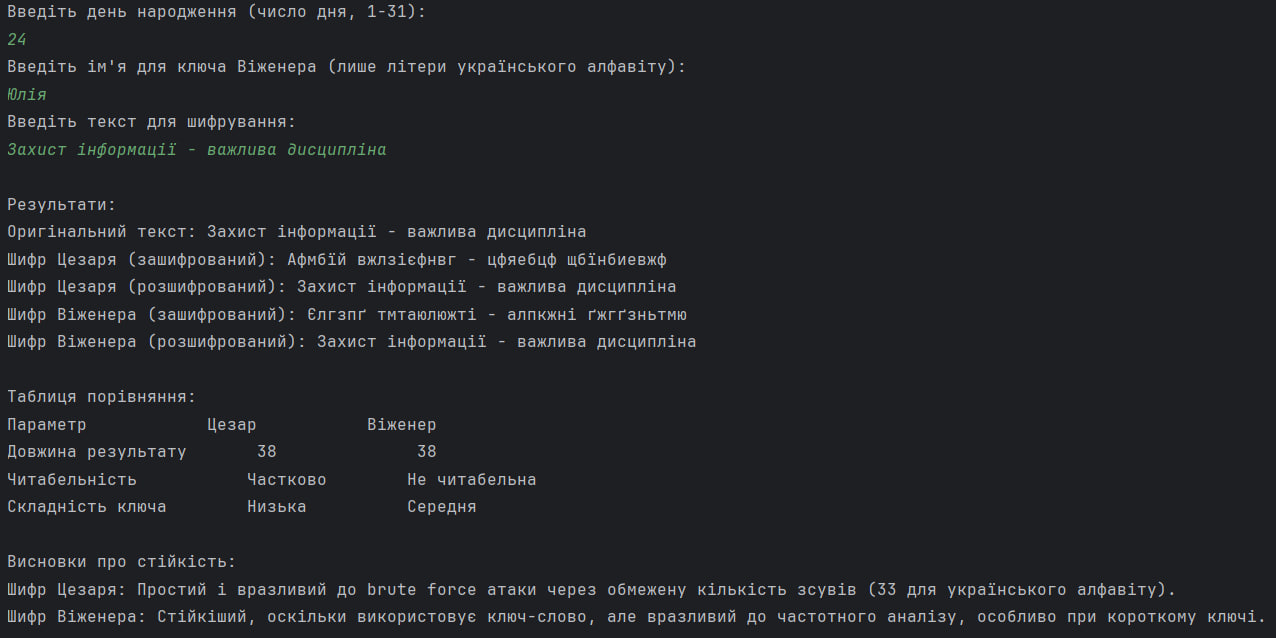 Введіть день народження (число дня, 1-31):
24
Введіть ім'я для ключа Віженера (лише літери українського алфавіту):
Юлія
Введіть текст для шифрування:
Захист інформації - важлива дисципліна
Результати:
Оригінальний текст: Захист інформації - важлива дисципліна
Шифр Цезаря (зашифрований): Афмбїй вжлзієфнвг - цфяебцф щбїнбиевжф
Шифр Цезаря (розшифрований): Захист інформації - важлива дисципліна
Шифр Віженера (зашифрований): Єлгзпґ тмтаюлюжті - алпкжні ґжгґзньтмю
Шифр Віженера (розшифрований): Захист інформації - важлива дисципліна
Таблиця порівняння:
Параметр Цезар Віженер
Довжина результату 38 38
Читабельність Частково Не читабельна
Складність ключа Низька Середня
Висновки про стійкість:
Шифр Цезаря: Простий і вразливий до brute force атаки через обмежену кількість зсувів (33 для українського алфавіту).
Шифр Віженера: Стійкіший, оскільки використовує ключ-слово, але вразливий до частотного аналізу, особливо при короткому ключі.